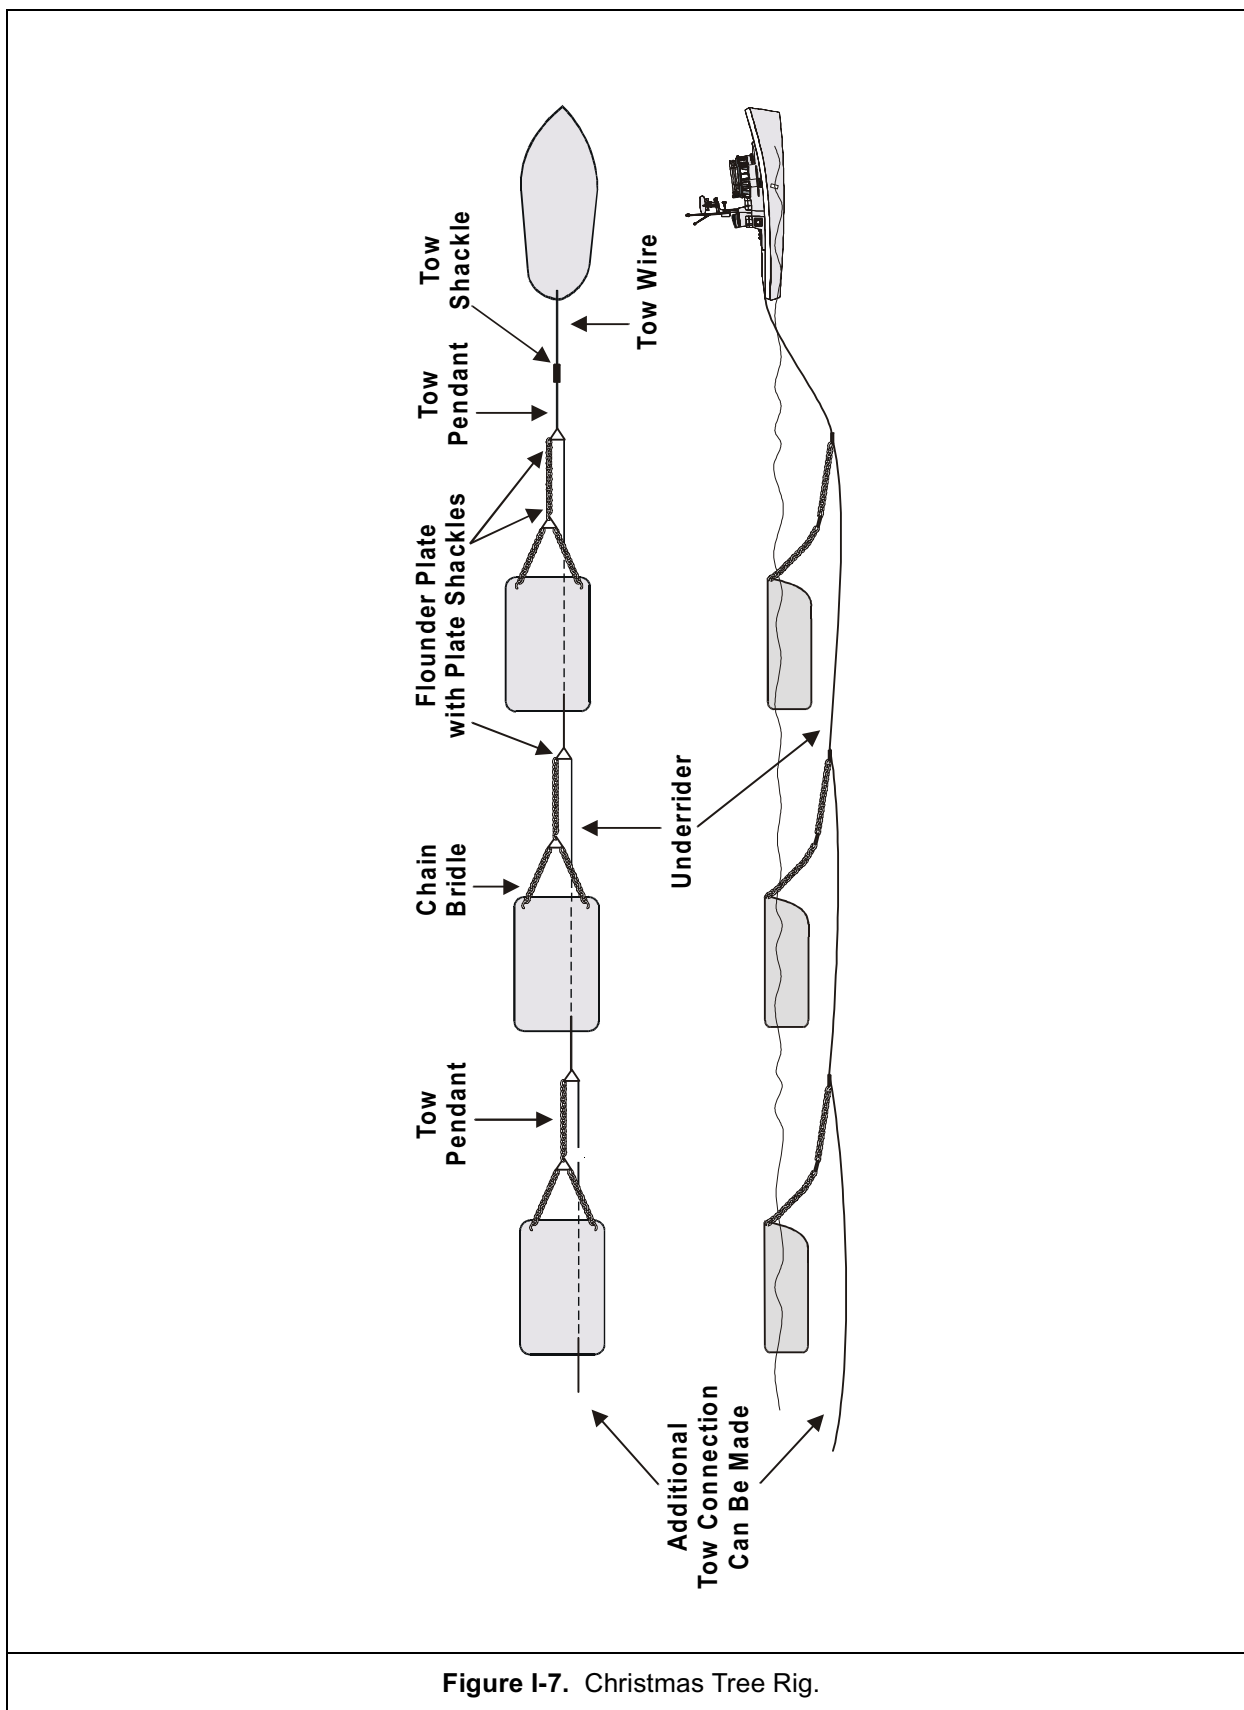 Tow
Shackle
Tow Wire
Tow
Pendant
Flounder Plate
with Plate Shackles
Underrider
Chain
Bridle
Tow
Pendant
Additional
Tow Connection
Can Be Made
Figure I-7. Christmas Tree Rig.